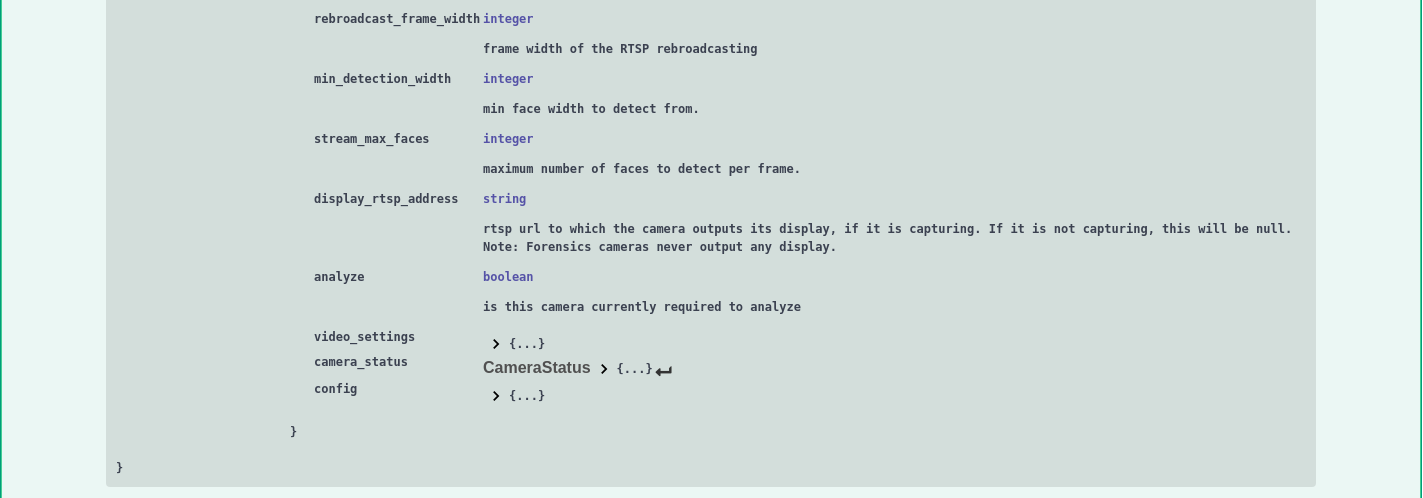 rebroadcast_frame_width integer
frame width of the RTSP rebroadcasting
min_detection_width integer
min face width to detect from.
stream_max_faces integer
maximum number of faces to detect per frame.
display_rtsp_address string
rtsp url to which the camera outputs its display, if it is capturing. If it is not capturing, this will be null.
Note: Forensics cameras never output any display.
analyze boolean
is this camera currently required to analyze
video_settings > {...}
camera_status CameraStatus > {...} ↵
config > {...}
}
}